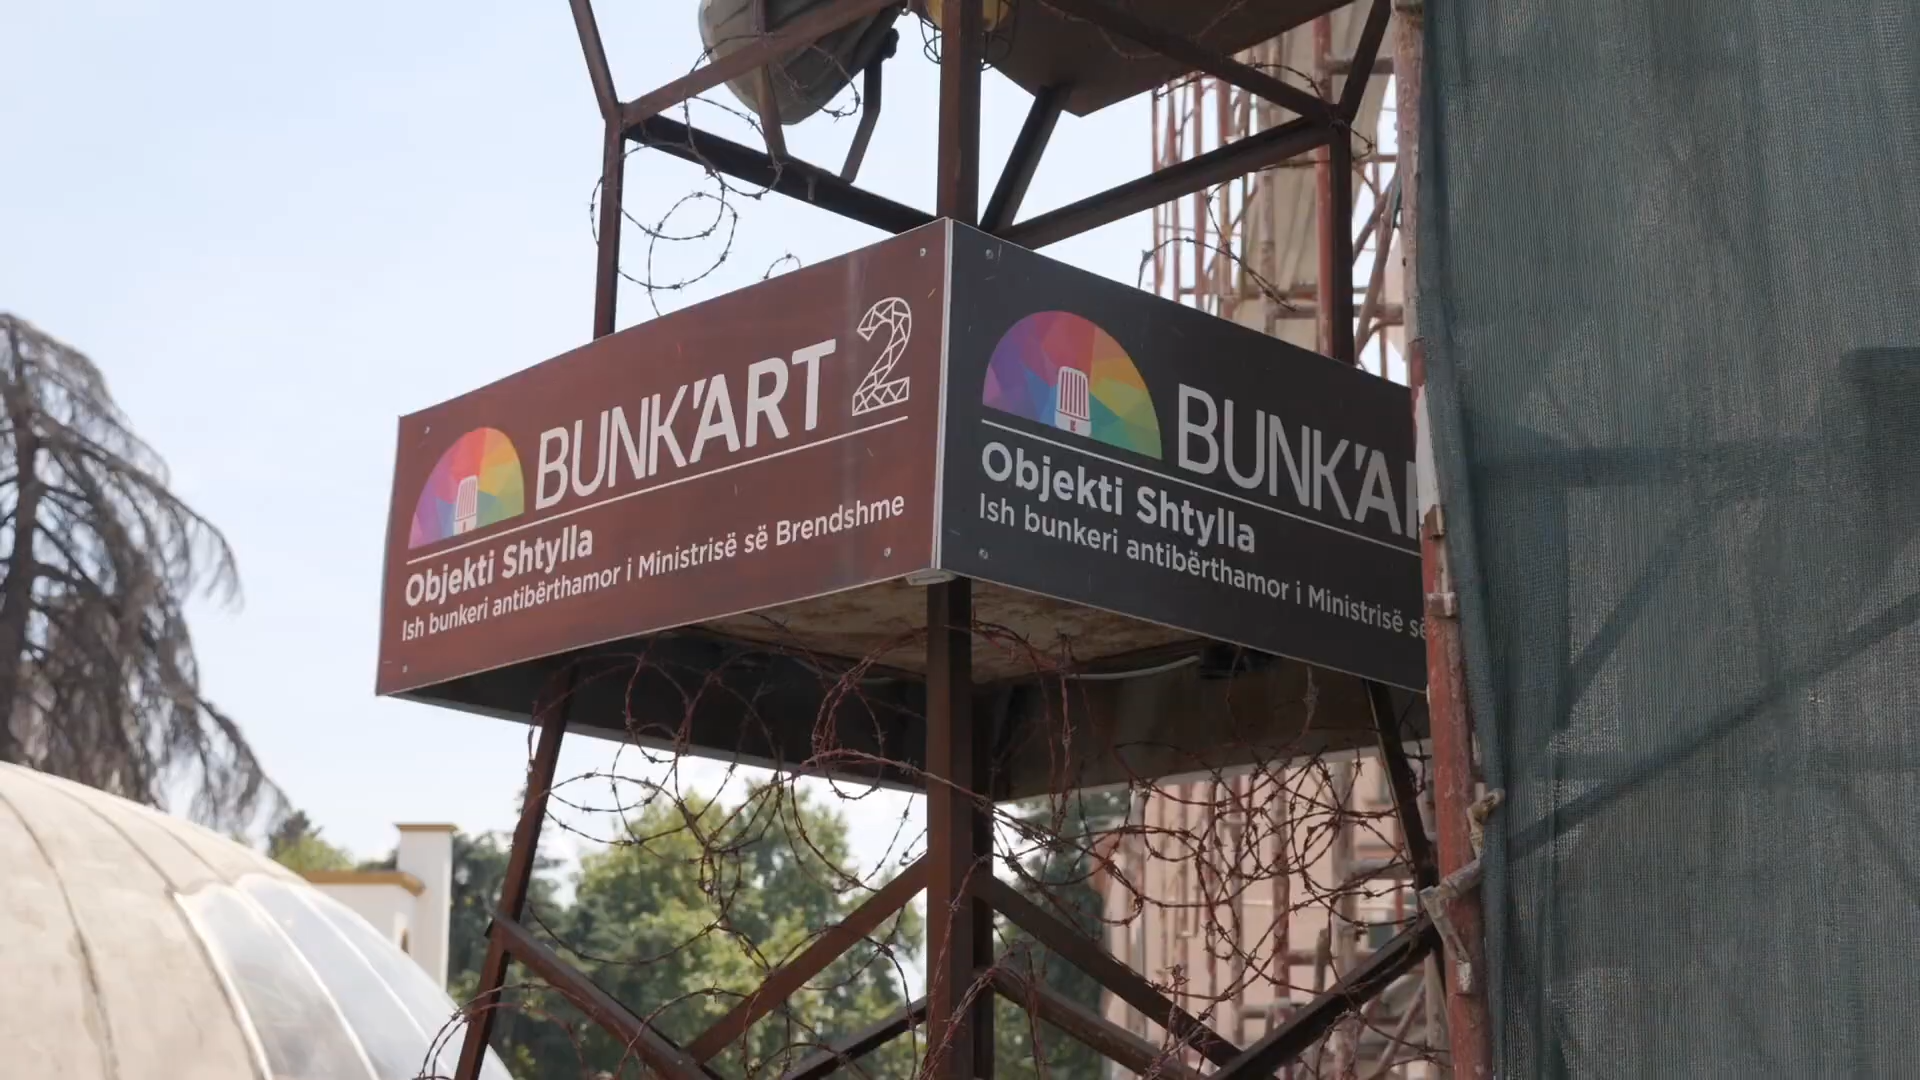 BUNK'ART 2
Objekti Shtylla
Ish bunkeri antibërthamor i Ministrisë së Brendshme
BUNK'A
Objekti Shtylla
Ish bunkeri antibërthamor i Ministrisë së